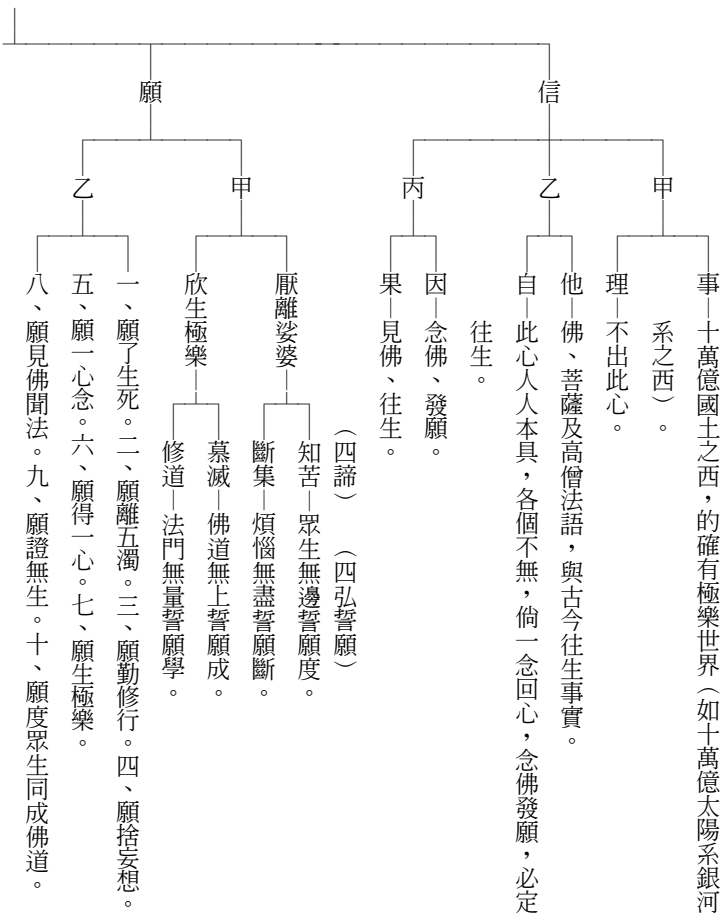 信
甲
事—十萬億國土之西，的確有極樂世界（如十萬億太陽系銀河
系之西）。
理—不出此心。
乙
他—佛、菩薩及高僧法語，與古今往生事實。
自—此心人人本具，各個不無，倘一念回心，念佛發願，必定
往生。
丙
因—念佛、發願。
果—見佛、往生。
願
甲
（四諦）（四弘誓願）
厭離娑婆
知苦—眾生無邊誓願度。
斷集—煩惱無盡誓願斷。
欣生極樂
慕滅—佛道無上誓願成。
修道—法門無量誓願學。
乙
一、願了生死。二、願離五濁。三、願勤修行。四、願捨妄想。
五、願一心念。六、願得一心。七、願生極樂。
八、願見佛聞法。九、願證無生。十、願度眾生同成佛道。